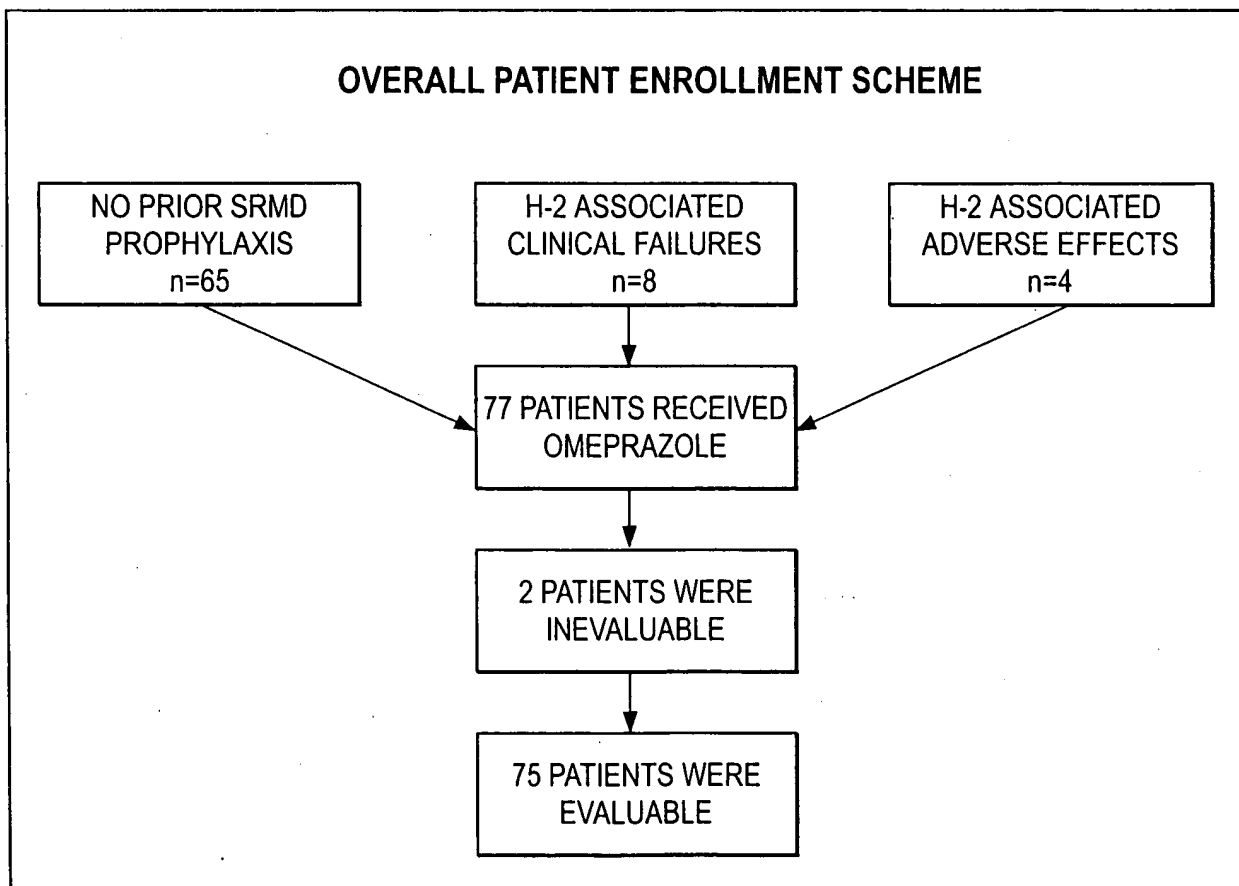 OVERALL PATIENT ENROLLMENT SCHEME
NO PRIOR SRMD
PROPHYLAXIS
n=65
H-2 ASSOCIATED
CLINICAL FAILURES
n=8
H-2 ASSOCIATED
ADVERSE EFFECTS
n=4
77 PATIENTS RECEIVED
OMEPRAZOLE
2 PATIENTS WERE
INEVALUABLE
75 PATIENTS WERE
EVALUABLE